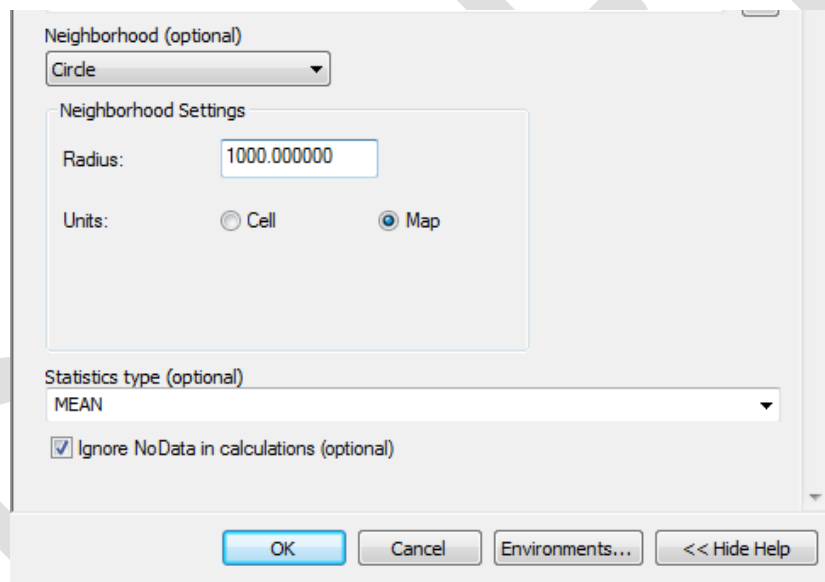 Neighborhood (optional)
Circle
Neighborhood Settings
Radius: 1000.000000
Units: Cell Map
Statistics type (optional)
MEAN
Ignore NoData in calculations (optional)
OK Cancel Environments... << Hide Help